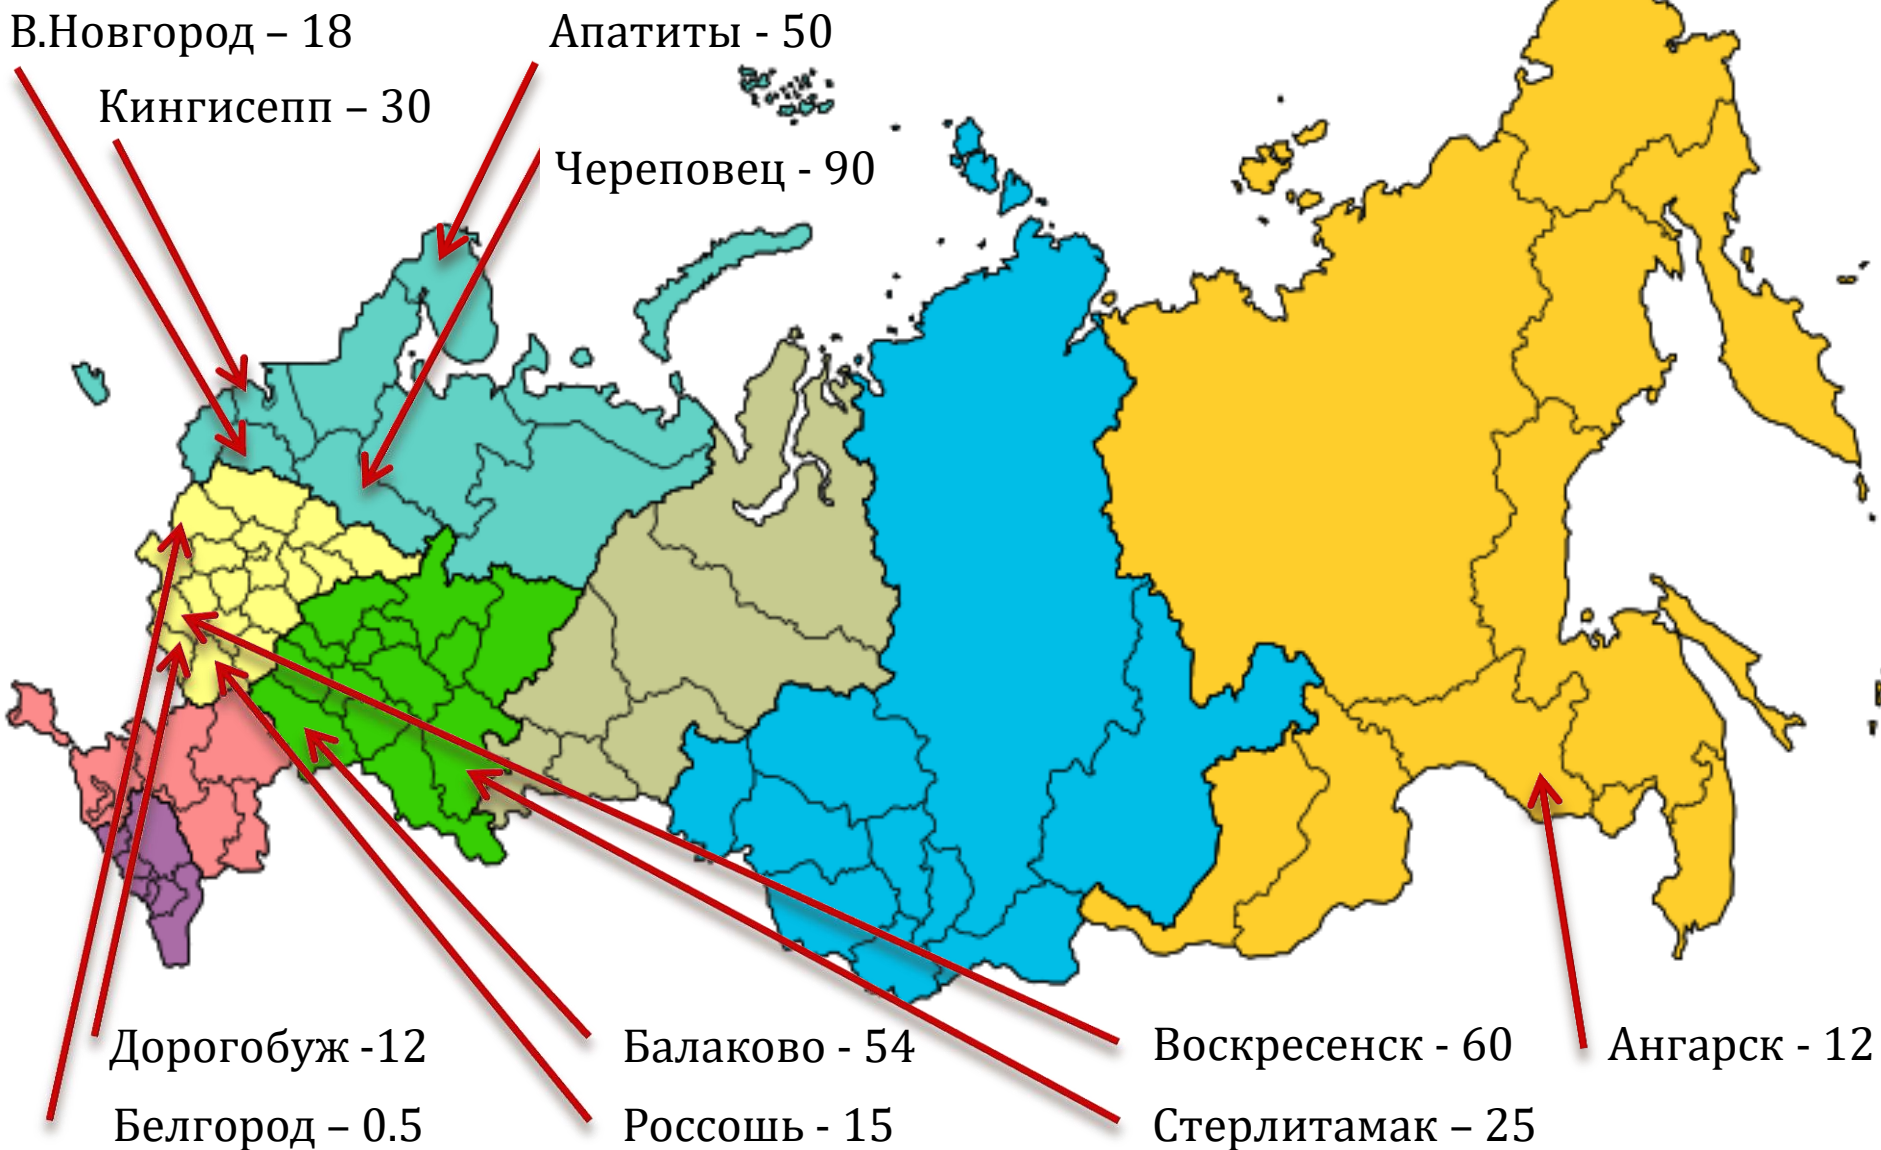 В.Новгород – 18
Апатиты - 50
Кингисепп – 30
Череповец - 90
Дорогобуж -12
Балаково - 54
Воскресенск - 60
Ангарск - 12
Белгород – 0.5
Россошь - 15
Стерлитамак – 25